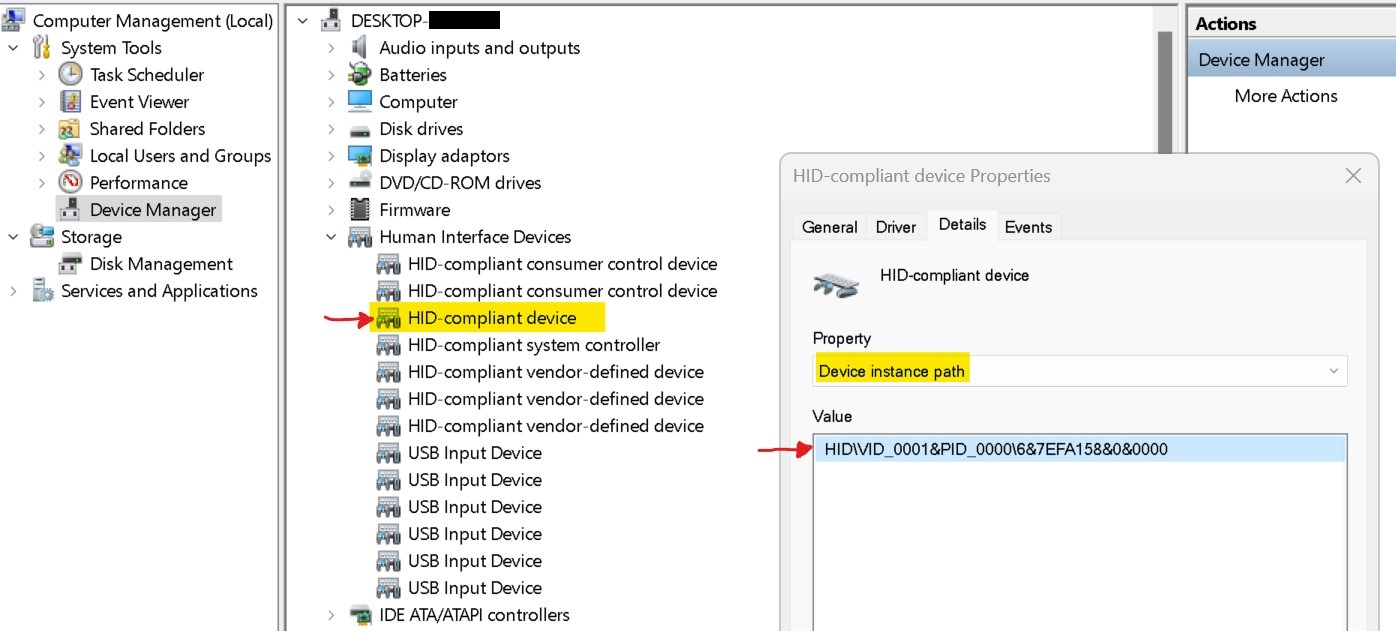 Computer Management (Local)
System Tools
Task Scheduler
Event Viewer
Shared Folders
Local Users and Groups
Performance
Device Manager
Storage
Disk Management
Services and Applications
DESKTOP-
Audio inputs and outputs
Batteries
Computer
Disk drives
Display adaptors
DVD/CD-ROM drives
Firmware
Human Interface Devices
HID-compliant consumer control device
HID-compliant consumer control device
HID-compliant device
HID-compliant system controller
HID-compliant vendor-defined device
HID-compliant vendor-defined device
HID-compliant vendor-defined device
USB Input Device
USB Input Device
USB Input Device
USB Input Device
USB Input Device
USB Input Device
IDE ATA/ATAPI controllers
Actions
Device Manager
More Actions
HID-compliant device Properties
General Driver Details Events
HID-compliant device
Property
Device instance path
Value
HID\VID_0001&PID_0000\6&7EFA158&0&0000